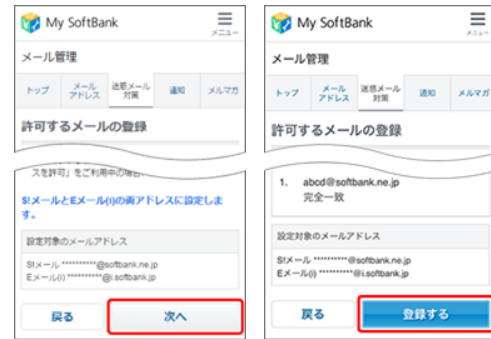 My SoftBank
メニュー
メール管理
トップ
メール
アドレス
迷惑メール
対策
通知
メルマガ
許可するメールの登録
スを許可」をご利用中の場合、
S!メールとEメール(i)の両アドレスに設定しま
す。
設定対象のメールアドレス
S!メール **********@softbank.ne.jp
Eメール(i) **********@i.softbank.jp
戻る
次へ
My SoftBank
メニュー
メール管理
トップ
メール
アドレス
迷惑メール
対策
通知
メルマガ
許可するメールの登録
1. abcd@softbank.ne.jp
完全一致
設定対象のメールアドレス
S!メール **********@softbank.ne.jp
Eメール(i) **********@i.softbank.jp
戻る
登録する